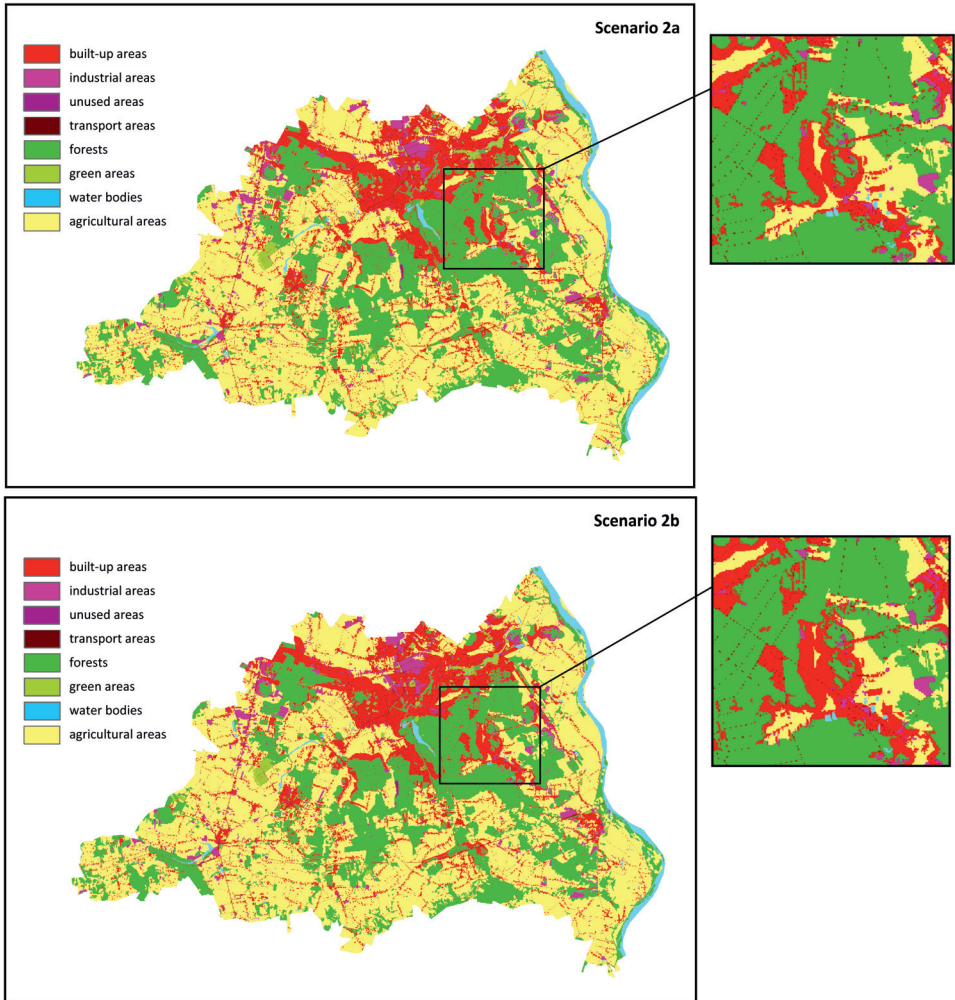 Scenario 2a
built-up areas
industrial areas
unused areas
transport areas
forests
green areas
water bodies
agricultural areas
Scenario 2b
built-up areas
industrial areas
unused areas
transport areas
forests
green areas
water bodies
agricultural areas